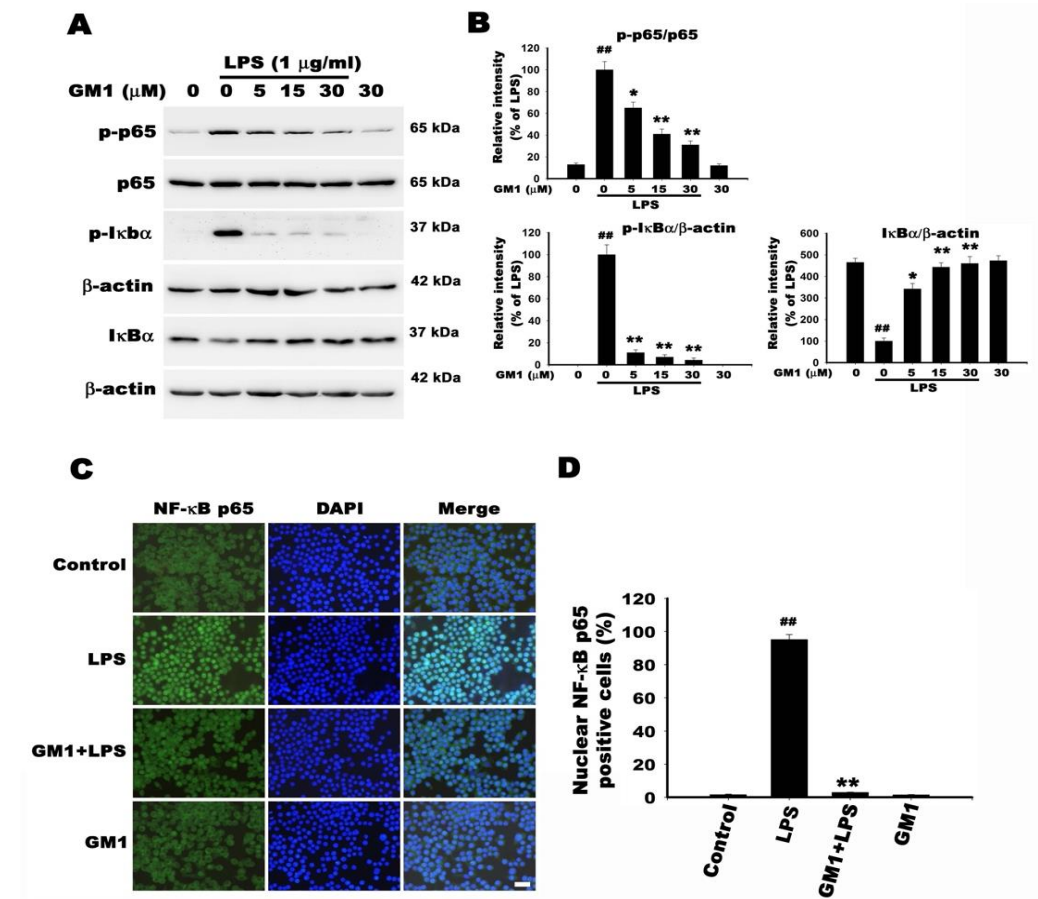 A
LPS (1 μg/ml)
GM1 (μM) 0 0 5 15 30 30
p-p65 65 kDa
p65 65 kDa
p-Iκbα 37 kDa
β-actin 42 kDa
IκBα 37 kDa
β-actin 42 kDa
B
p-p65/p65
Relative intensity
(% of LPS)
120
100
80
60
40
20
0
##
*
**
**
GM1 (μM) 0 0 5 15 30 30
LPS
p-IκBα/β-actin
Relative intensity
(% of LPS)
120
100
80
60
40
20
0
##
**
**
**
GM1 (μM) 0 0 5 15 30 30
LPS
IκBα/β-actin
Relative intensity
(% of LPS)
600
500
400
300
200
100
0
##
*
**
**
GM1 (μM) 0 0 5 15 30 30
LPS
C
NF-κB p65 DAPI Merge
Control
LPS
GM1+LPS
GM1
D
Nuclear NF-κB p65
positive cells (%)
120
100
80
60
40
20
0
##
**
Control
LPS
GM1+LPS
GM1